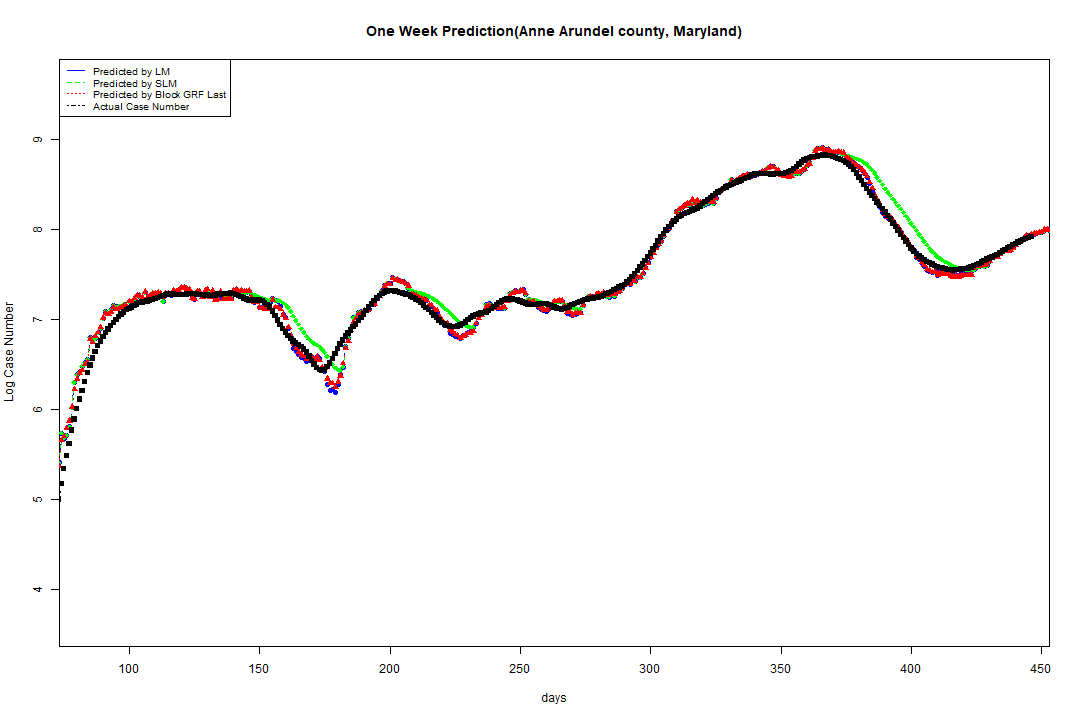 One Week Prediction(Anne Arundel county, Maryland)
Predicted by LM
Predicted by SLM
Predicted by Block GRF Last
Actual Case Number
Log Case Number
9
8
7
6
5
4
100 150 200 250 300 350 400 450
days